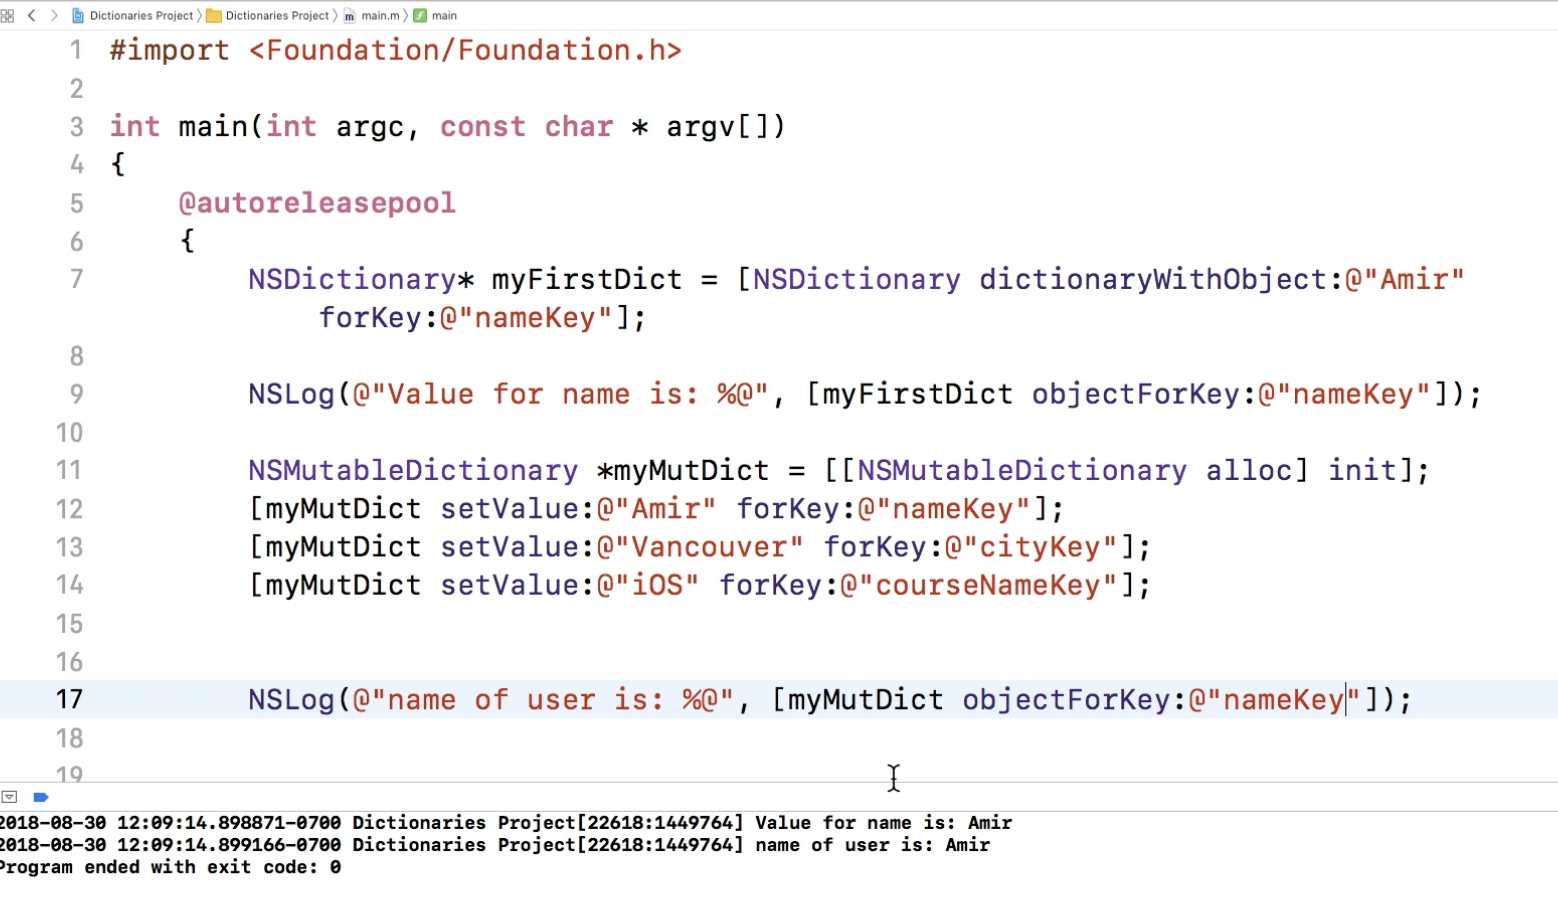 Dictionaries Project Dictionaries Project main.m main
1 #import <Foundation/Foundation.h>
2
3 int main(int argc, const char * argv[])
4 {
5 @autoreleasepool
6 {
7 NSDictionary* myFirstDict = [NSDictionary dictionaryWithObject:@"Amir"
forKey:@"nameKey"];
8
9 NSLog(@"Value for name is: %@", [myFirstDict objectForKey:@"nameKey"]);
10
11 NSMutableDictionary *myMutDict = [[NSMutableDictionary alloc] init];
12 [myMutDict setValue:@"Amir" forKey:@"nameKey"];
13 [myMutDict setValue:@"Vancouver" forKey:@"cityKey"];
14 [myMutDict setValue:@"iOS" forKey:@"courseNameKey"];
15
16
17 NSLog(@"name of user is: %@", [myMutDict objectForKey:@"nameKey"]);
18
19
2018-08-30 12:09:14.898871-0700 Dictionaries Project[22618:1449764] Value for name is: Amir
2018-08-30 12:09:14.899166-0700 Dictionaries Project[22618:1449764] name of user is: Amir
Program ended with exit code: 0